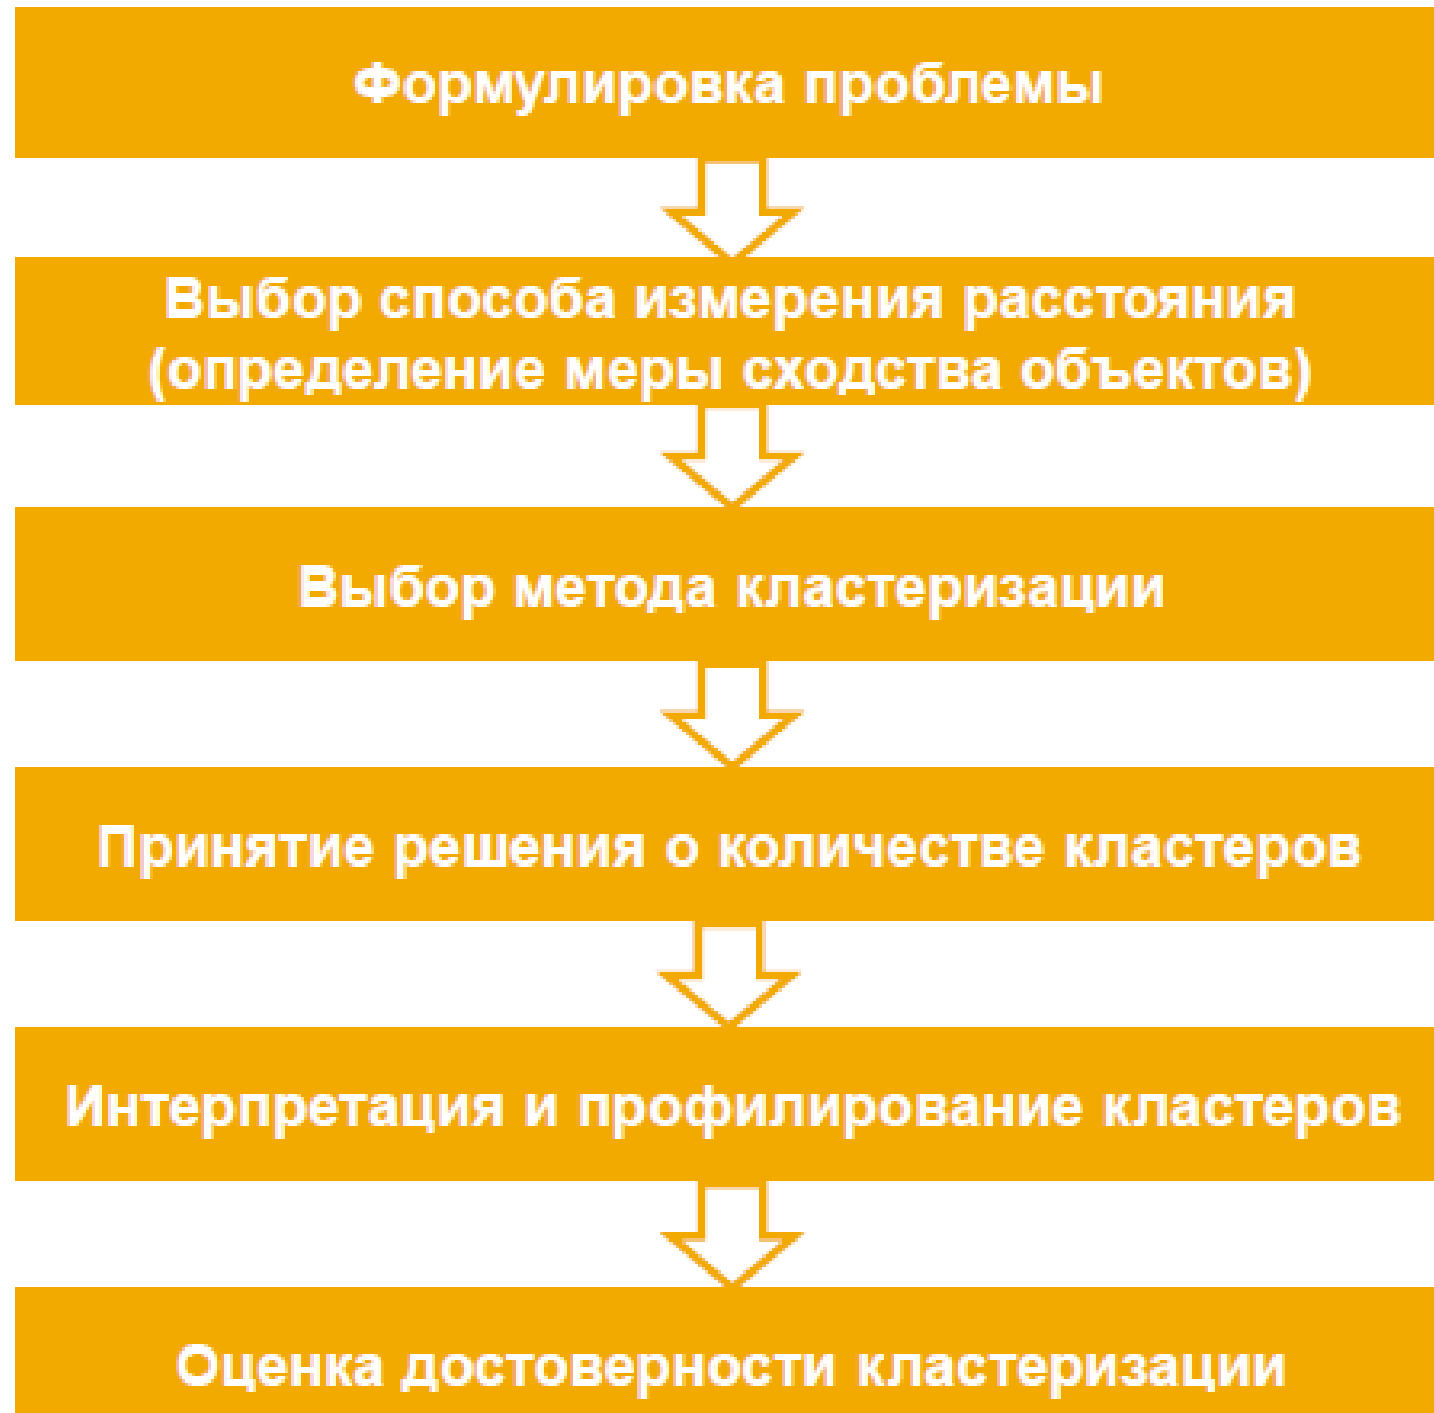 Формулировка проблемы
Выбор способа измерения расстояния
(определение меры сходства объектов)
Выбор метода кластеризации
Принятие решения о количестве кластеров
Интерпретация и профилирование кластеров
Оценка достоверности кластеризации